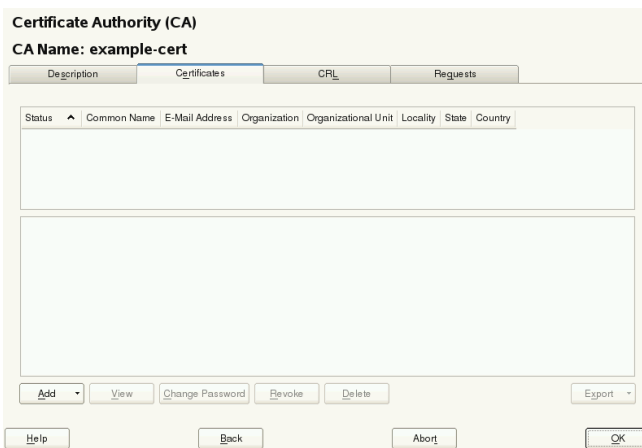 Certificate Authority (CA)
CA Name: example-cert
Description Certificates CRL Requests
Status Common Name E-Mail Address Organization Organizational Unit Locality State Country
Add View Change Password Revoke Delete Export
Help Back Abort OK